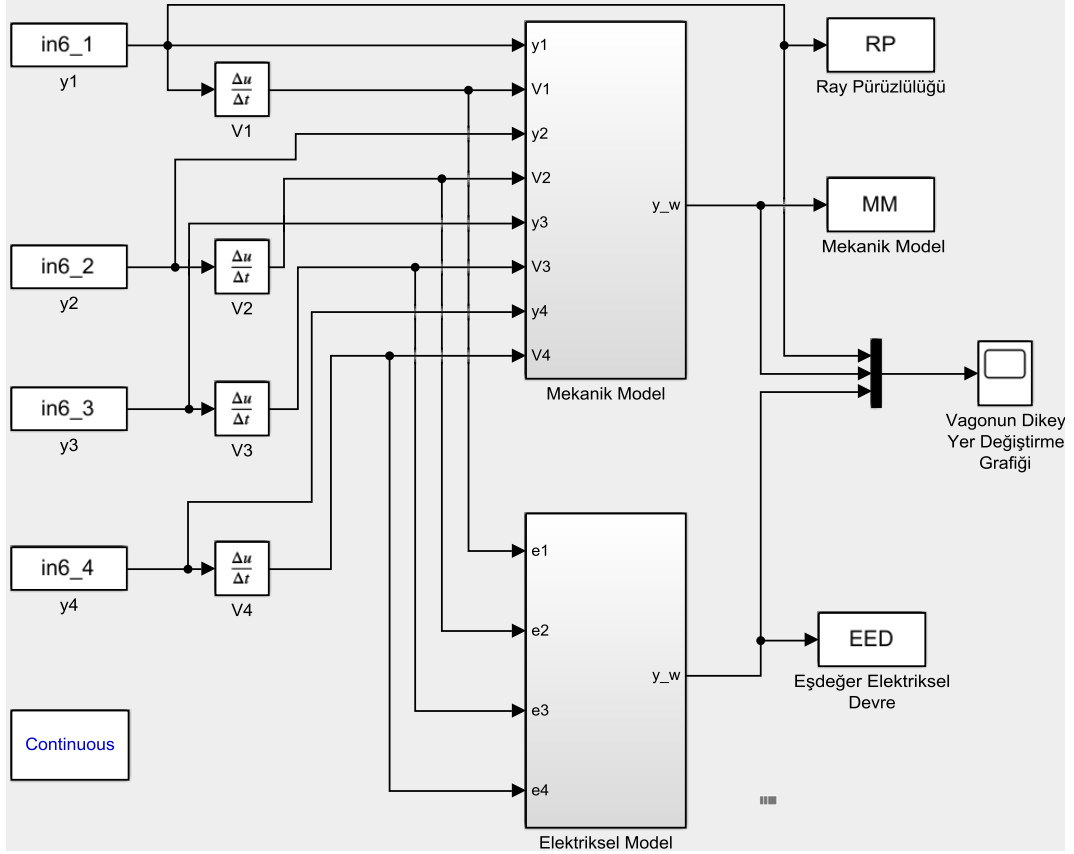 in6_1
y1
Δu
Δt
V1
in6_2
y2
Δu
Δt
V2
in6_3
y3
Δu
Δt
V3
in6_4
y4
Δu
Δt
V4
Continuous
y1
V1
y2
V2
y3
V3
y4
V4
y_w
Mekanik Model
e1
e2
e3
e4
y_w
Elektriksel Model
RP
Ray Pürüzlülüğü
MM
Mekanik Model
Vagonun Dikey
Yer Değiştirme
Grafiği
EED
Eşdeğer Elektriksel
Devre